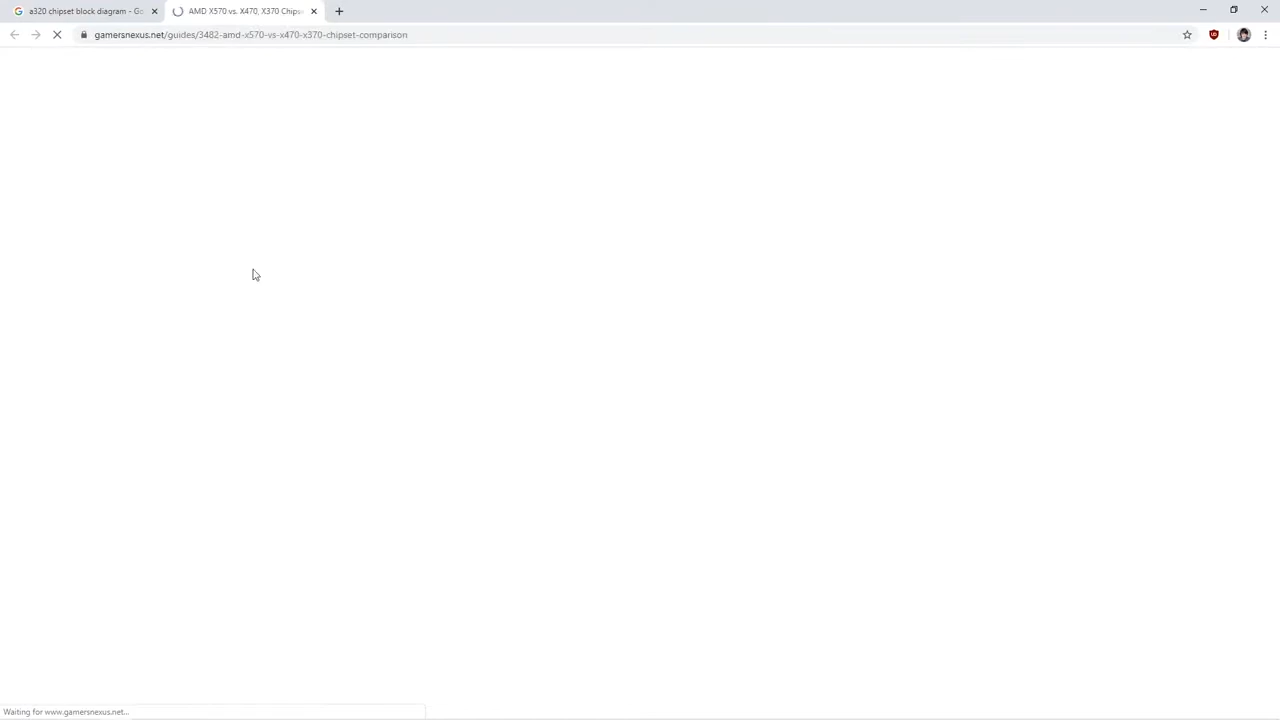 a320 chipset block diagram - Go
AMD X570 vs. X470, X370 Chips
gamersnexus.net/guides/3482-amd-x570-vs-x470-x370-chipset-comparison
Waiting for www.gamersnexus.net...